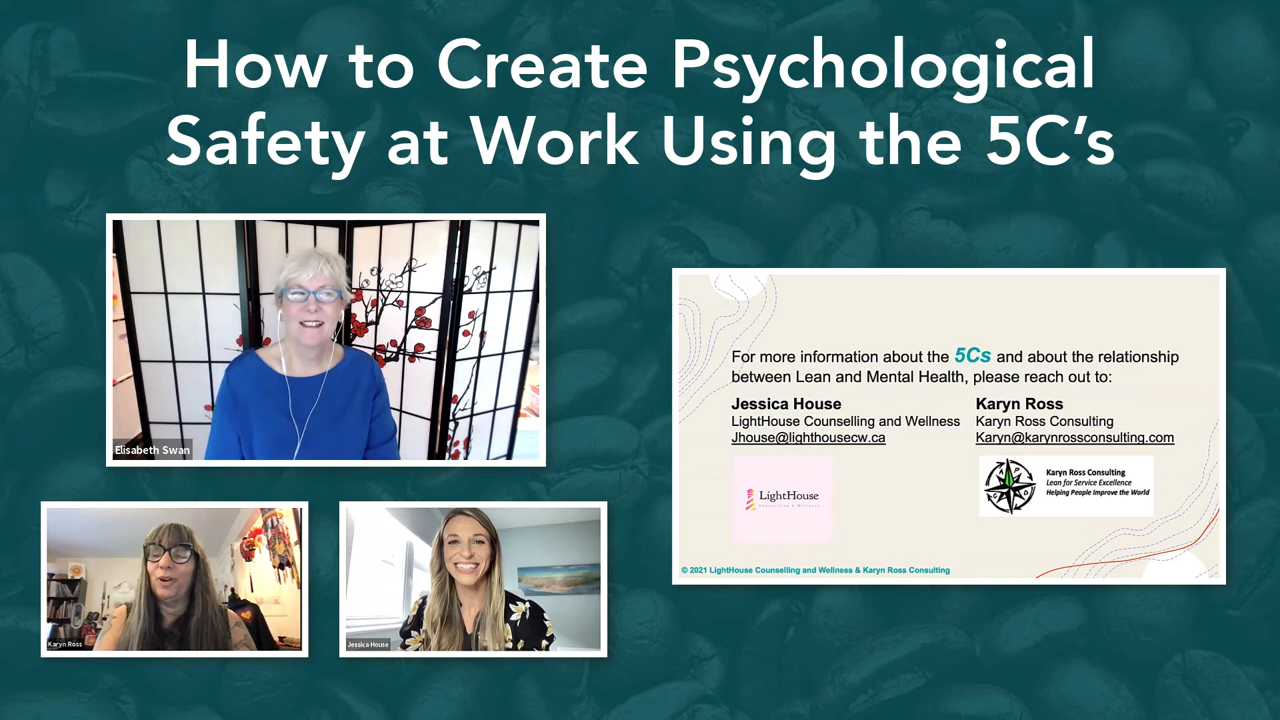 How to Create Psychological
Safety at Work Using the 5C's
Elisabeth Swan
Karyn Ross
Jessica House
For more information about the 5Cs and about the relationship
between Lean and Mental Health, please reach out to:
Jessica House
LightHouse Counselling and Wellness
Jhouse@lighthousecw.ca
Karyn Ross
Karyn Ross Consulting
Karyn@karynrossconsulting.com
LightHouse
Counselling & Wellness
Karyn Ross Consulting
Lean for Service Excellence
Helping People Improve the World
© 2021 LightHouse Counselling and Wellness & Karyn Ross Consulting